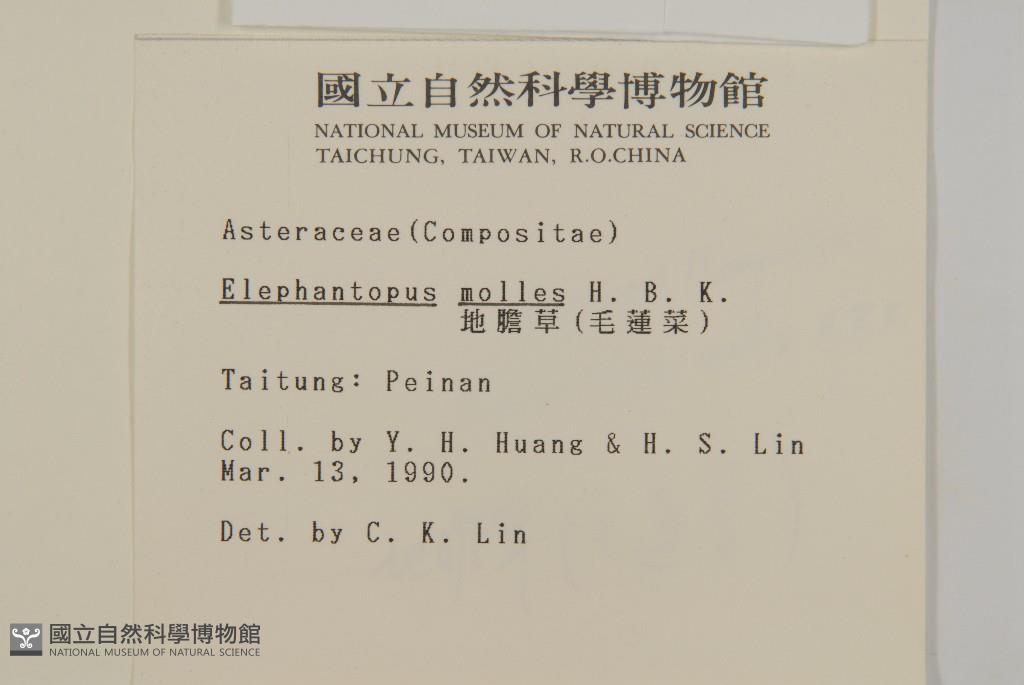 國立自然科學博物館
NATIONAL MUSEUM OF NATURAL SCIENCE
TAICHUNG, TAIWAN, R.O.CHINA
Asteraceae(Compositae)
Elephantopus molles H. B. K.
地膽草(毛蓮菜)
Taitung: Peinan
Coll. by Y. H. Huang & H. S. Lin
Mar. 13, 1990.
Det. by C. K. Lin
國立自然科學博物館
NATIONAL MUSEUM OF NATURAL SCIENCE